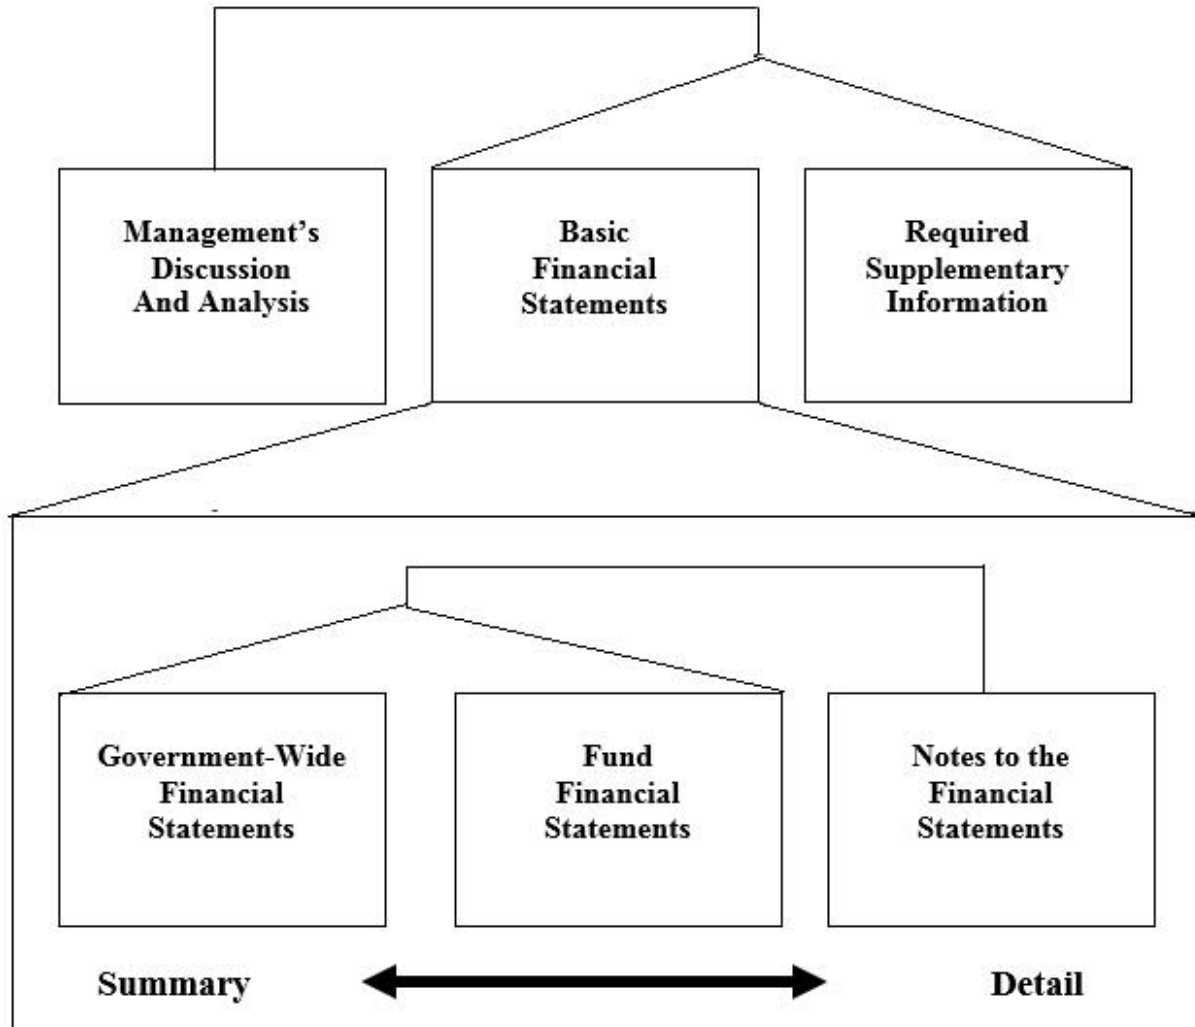 Management’s
Discussion
And Analysis
Basic
Financial
Statements
Required
Supplementary
Information
Government-Wide
Financial
Statements
Fund
Financial
Statements
Notes to the
Financial
Statements
Summary
Detail